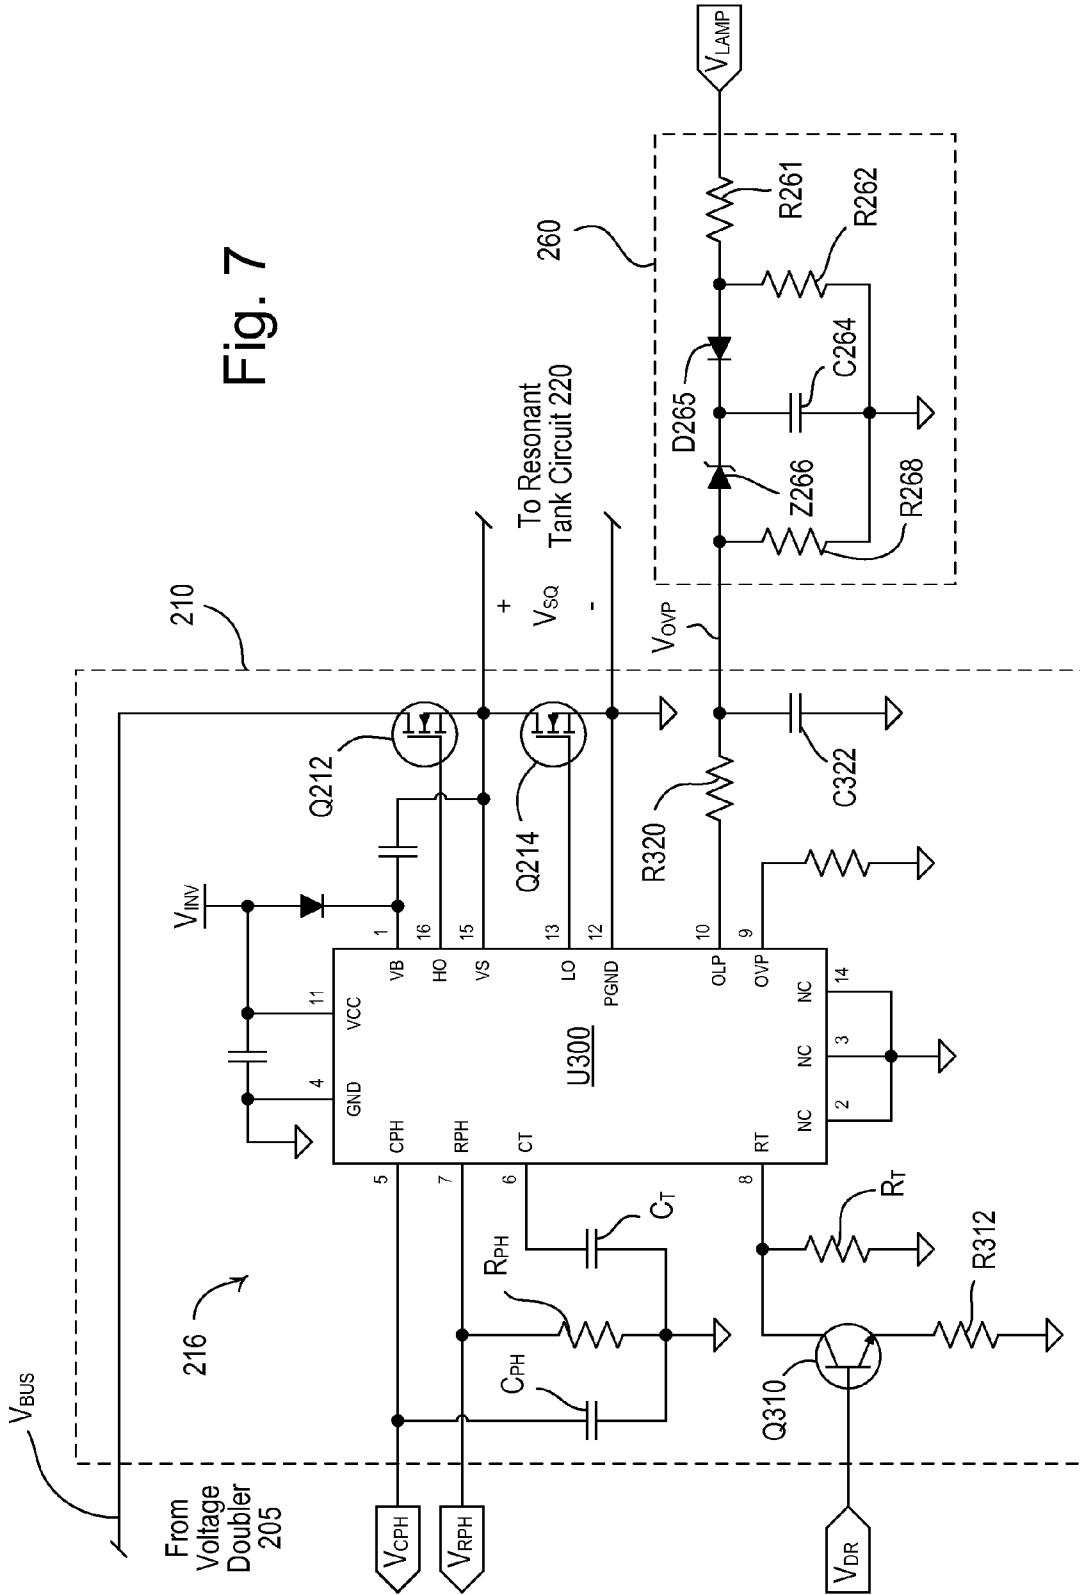 Fig. 7
From
Voltage
Doubler
205
VBUS
216
210
VINV
Q212
Q214
+
VSQ
-
To Resonant
Tank Circuit 220
U300
4
GND
11
VCC
1
VB
16
HO
15
VS
13
LO
12
PGND
10
OLP
9
OVP
5
CPH
7
RPH
6
CT
8
RT
NC
2
NC
3
NC
14
VCPH
VRPH
VDR
CPH
RPH
CT
RT
Q310
R312
R320
C322
VOVP
260
D265
Z266
C264
R268
R261
R262
VLAMP